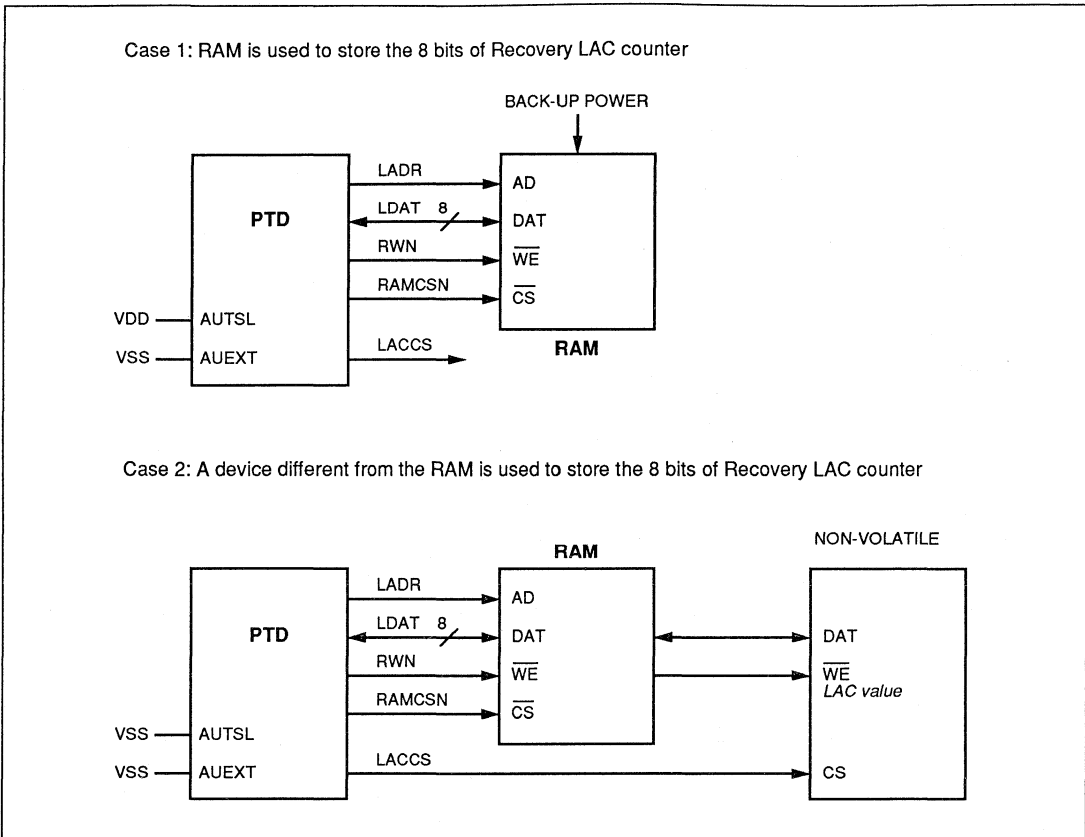 Case 1: RAM is used to store the 8 bits of Recovery LAC counter
BACK-UP POWER
PTD
LADR
LDAT 8
RWN
RAMCSN
LACCS
VDD
AUTSL
VSS
AUEXT
AD
DAT
WE
CS
RAM
Case 2: A device different from the RAM is used to store the 8 bits of Recovery LAC counter
PTD
LADR
LDAT 8
RWN
RAMCSN
LACCS
VSS
AUTSL
VSS
AUEXT
RAM
AD
DAT
WE
CS
NON-VOLATILE
DAT
WE
LAC value
CS